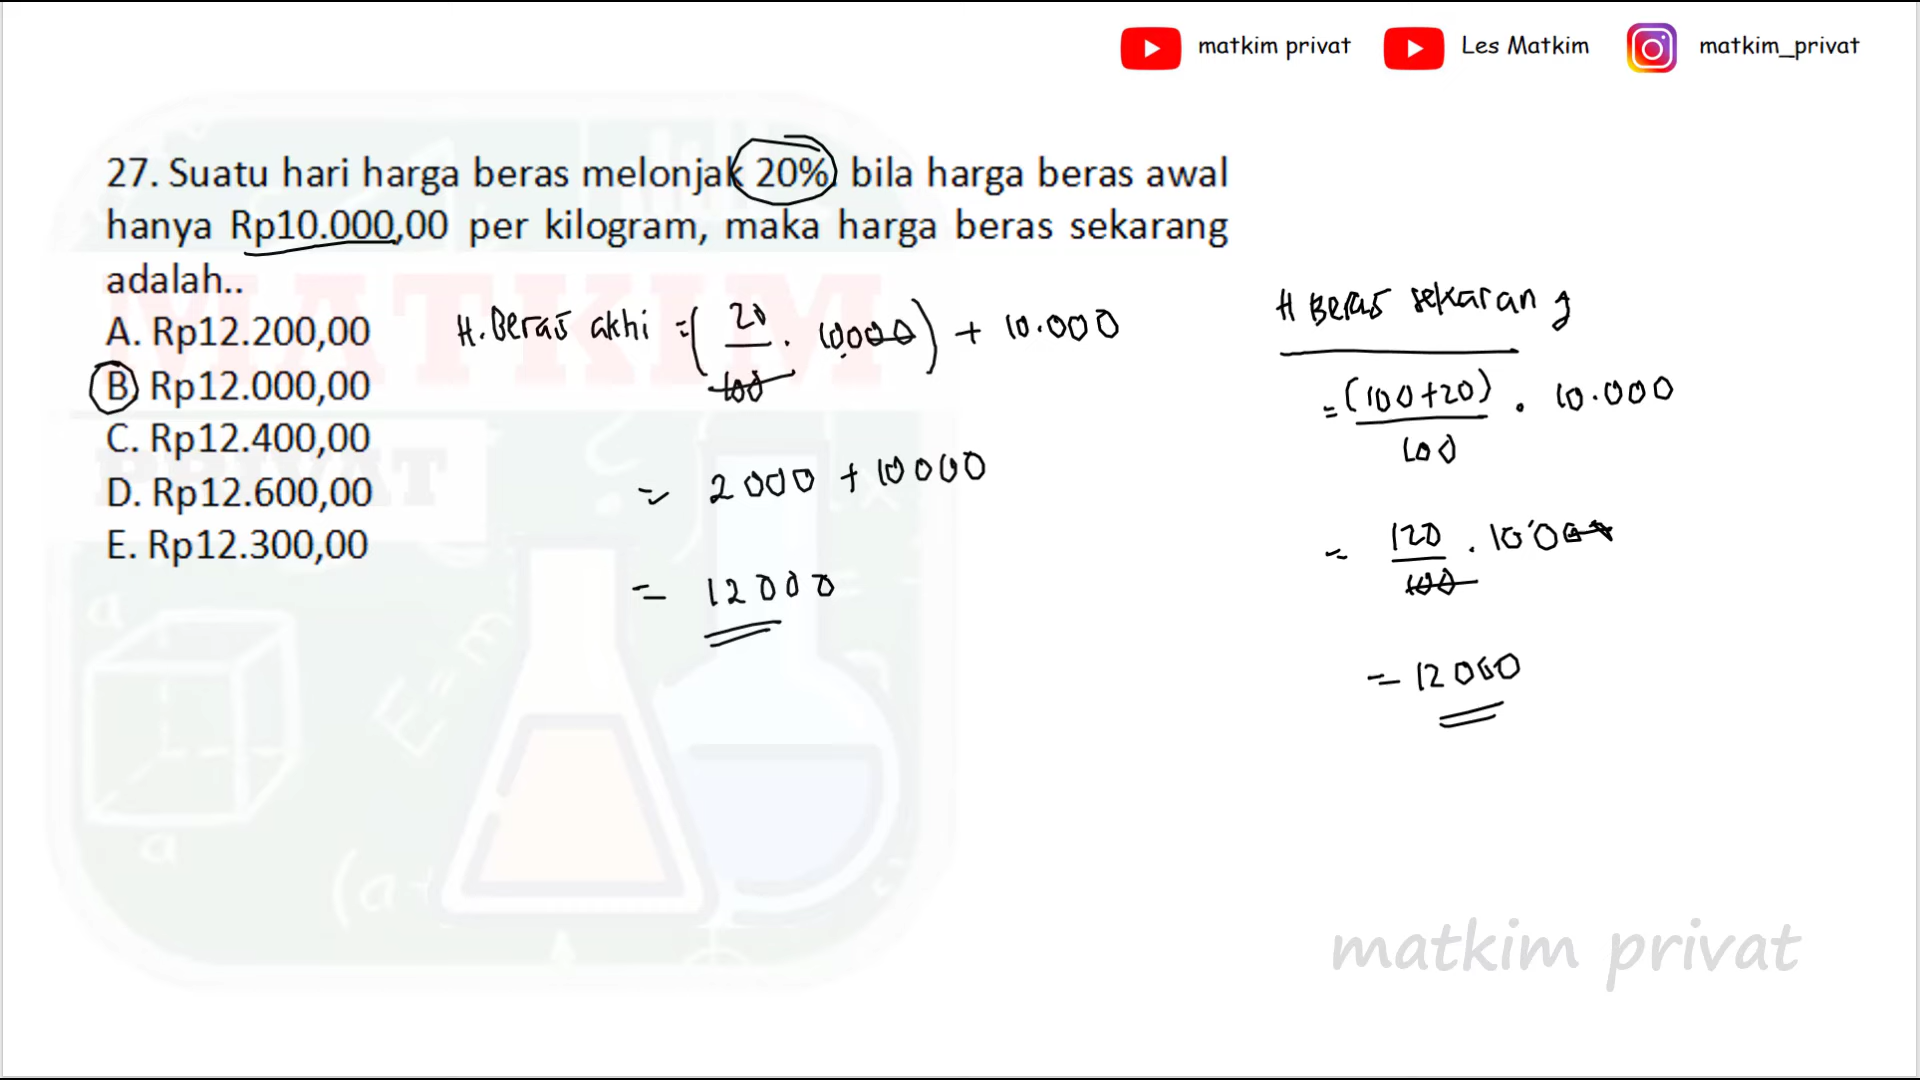 matkim privat Les Matkim matkim_privat
27. Suatu hari harga beras melonjak 20%. bila harga beras awal
hanya Rp10.000,00 per kilogram, maka harga beras sekarang
adalah..
A. Rp12.200,00
B. Rp12.000,00
C. Rp12.400,00
D. Rp12.600,00
E. Rp12.300,00
H. Beras akhi = (20/100 . 10.000) + 10.000
= 2000 + 10000
= 12000
H Beras sekarang
= (100+20)/100 . 10.000
= 120/100 . 10000
= 12000
MATKIM
PRIVAT
a
a
E=m
(a+
matkim privat